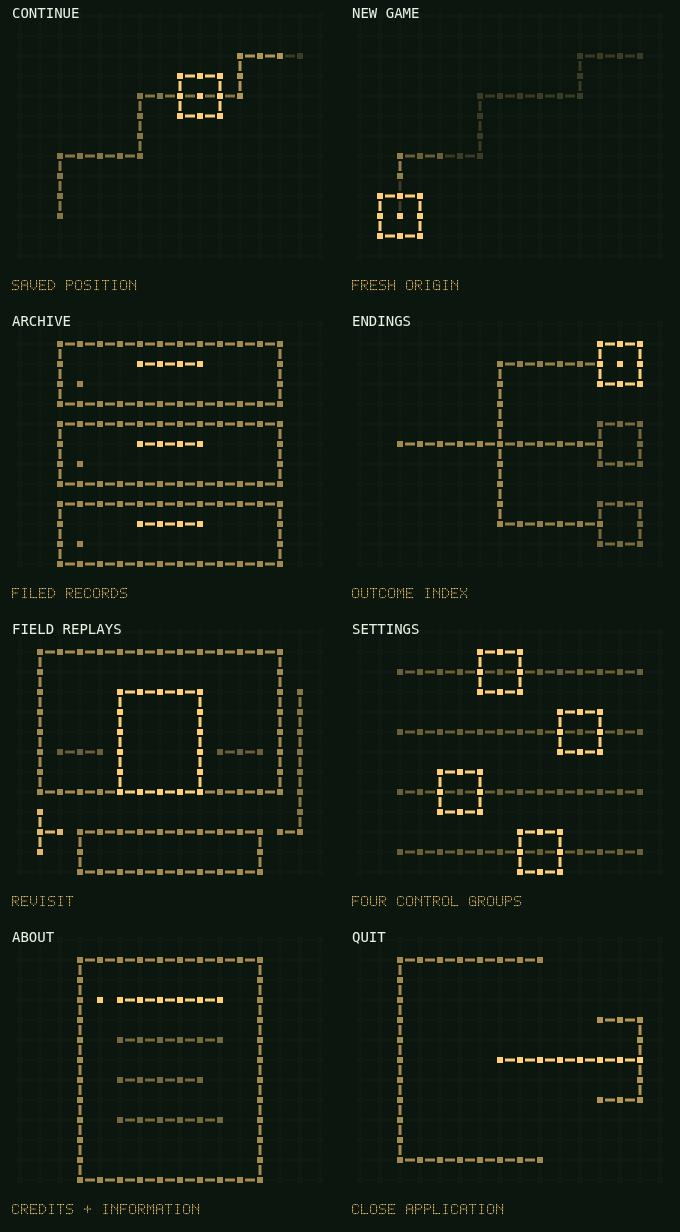 CONTINUE
NEW GAME
SAVED POSITION
FRESH ORIGIN
ARCHIVE
ENDINGS
FILED RECORDS
OUTCOME INDEX
FIELD REPLAYS
SETTINGS
REVISIT
FOUR CONTROL GROUPS
ABOUT
QUIT
CREDITS + INFORMATION
CLOSE APPLICATION